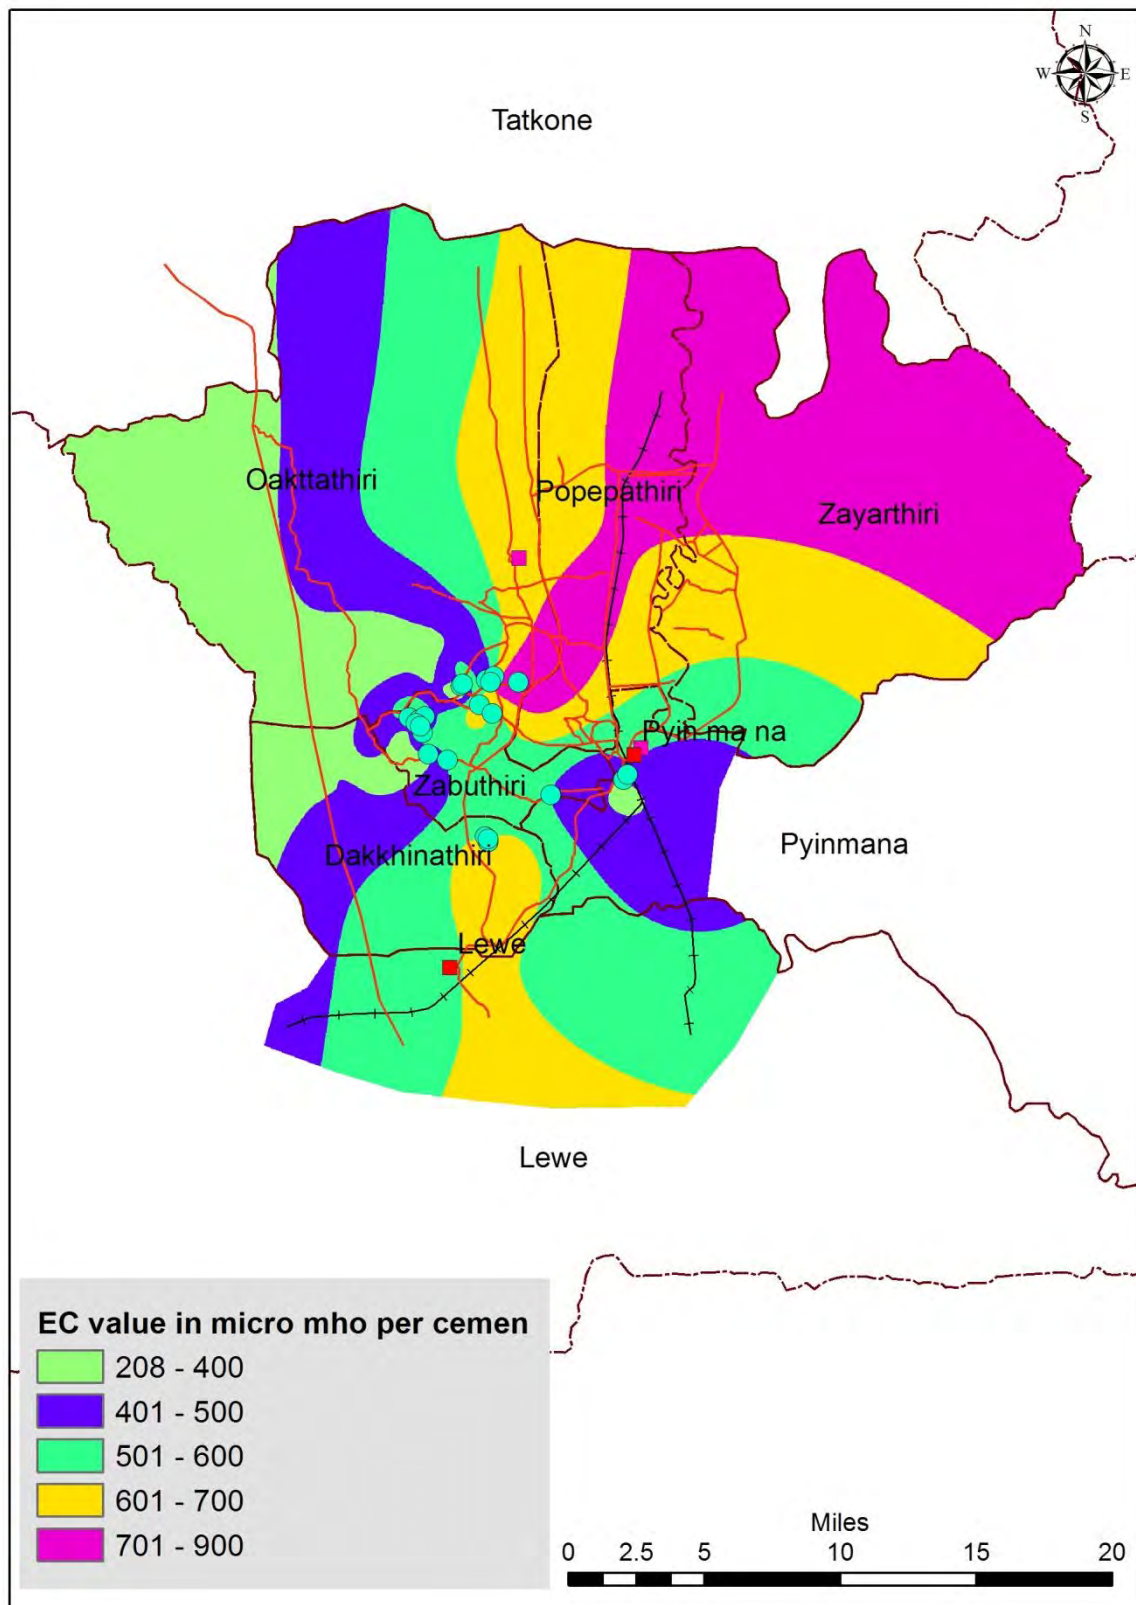 N
W E
S
Tatkone
Oakttathiri
Popepathiri
Zayarthiri
Pyin ma na
Zabuthiri
Dakkhinathiri
Pyinmana
Lewe
Lewe
EC value in micro mho per cemen
208 - 400
401 - 500
501 - 600
601 - 700
701 - 900
Miles
0 2.5 5 10 15 20